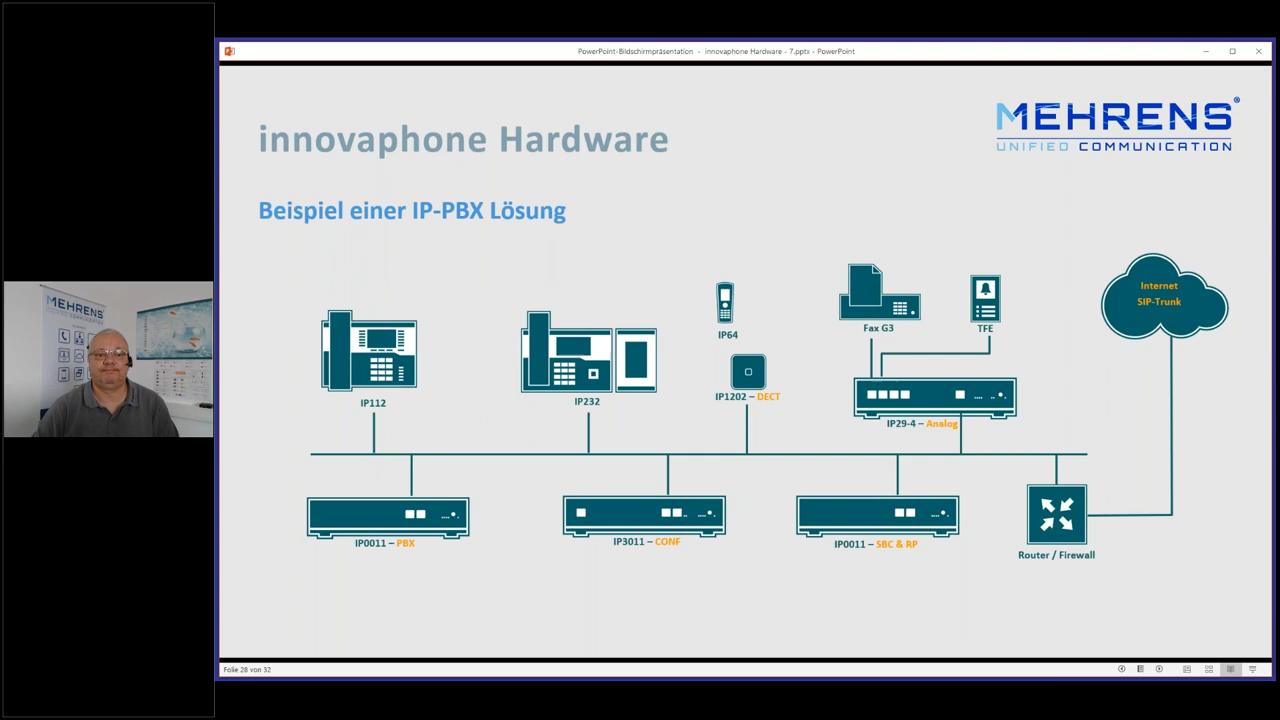 PowerPoint-Bildschirmpräsentation - innovaphone Hardware - 7.pptx - PowerPoint
innovaphone Hardware
MEHRENS®
UNIFIED COMMUNICATION
Beispiel einer IP-PBX Lösung
Internet
SIP-Trunk
Fax G3
TFE
IP64
IP112
IP232
IP1202 – DECT
IP29-4 – Analog
IP0011 – PBX
IP3011 – CONF
IP0011 – SBC & RP
Router / Firewall
MEHRENS
Folie 28 von 32